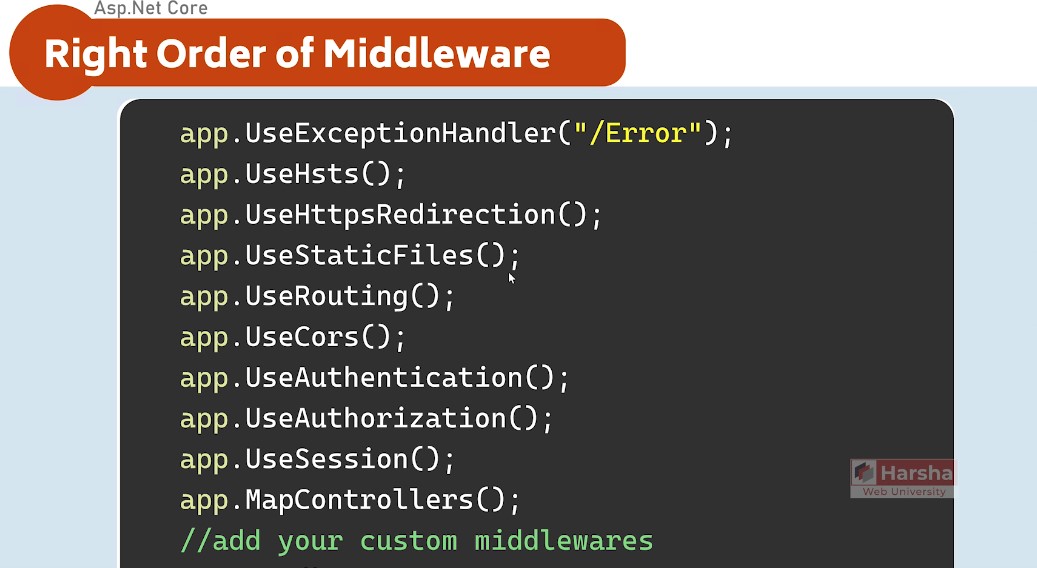 Asp.Net Core
Right Order of Middleware
app.UseExceptionHandler("/Error");
app.UseHsts();
app.UseHttpsRedirection();
app.UseStaticFiles();
app.UseRouting();
app.UseCors();
app.UseAuthentication();
app.UseAuthorization();
app.UseSession();
app.MapControllers();
//add your custom middlewares
Harsha
Web University